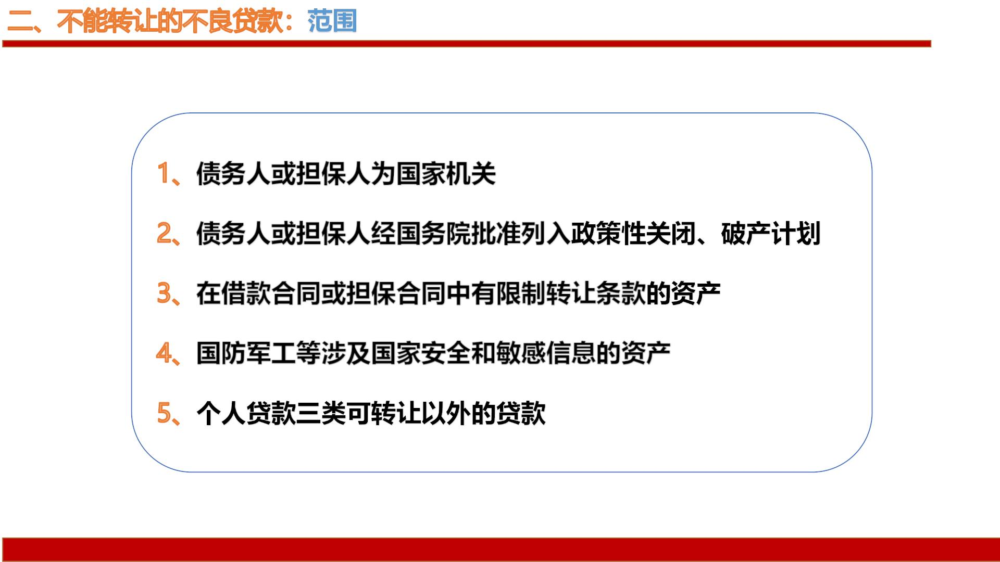 二、不能转让的不良贷款：范围
1、债务人或担保人为国家机关
2、债务人或担保人经国务院批准列入政策性关闭、破产计划
3、在借款合同或担保合同中有限制转让条款的资产
4、国防军工等涉及国家安全和敏感信息的资产
5、个人贷款三类可转让以外的贷款